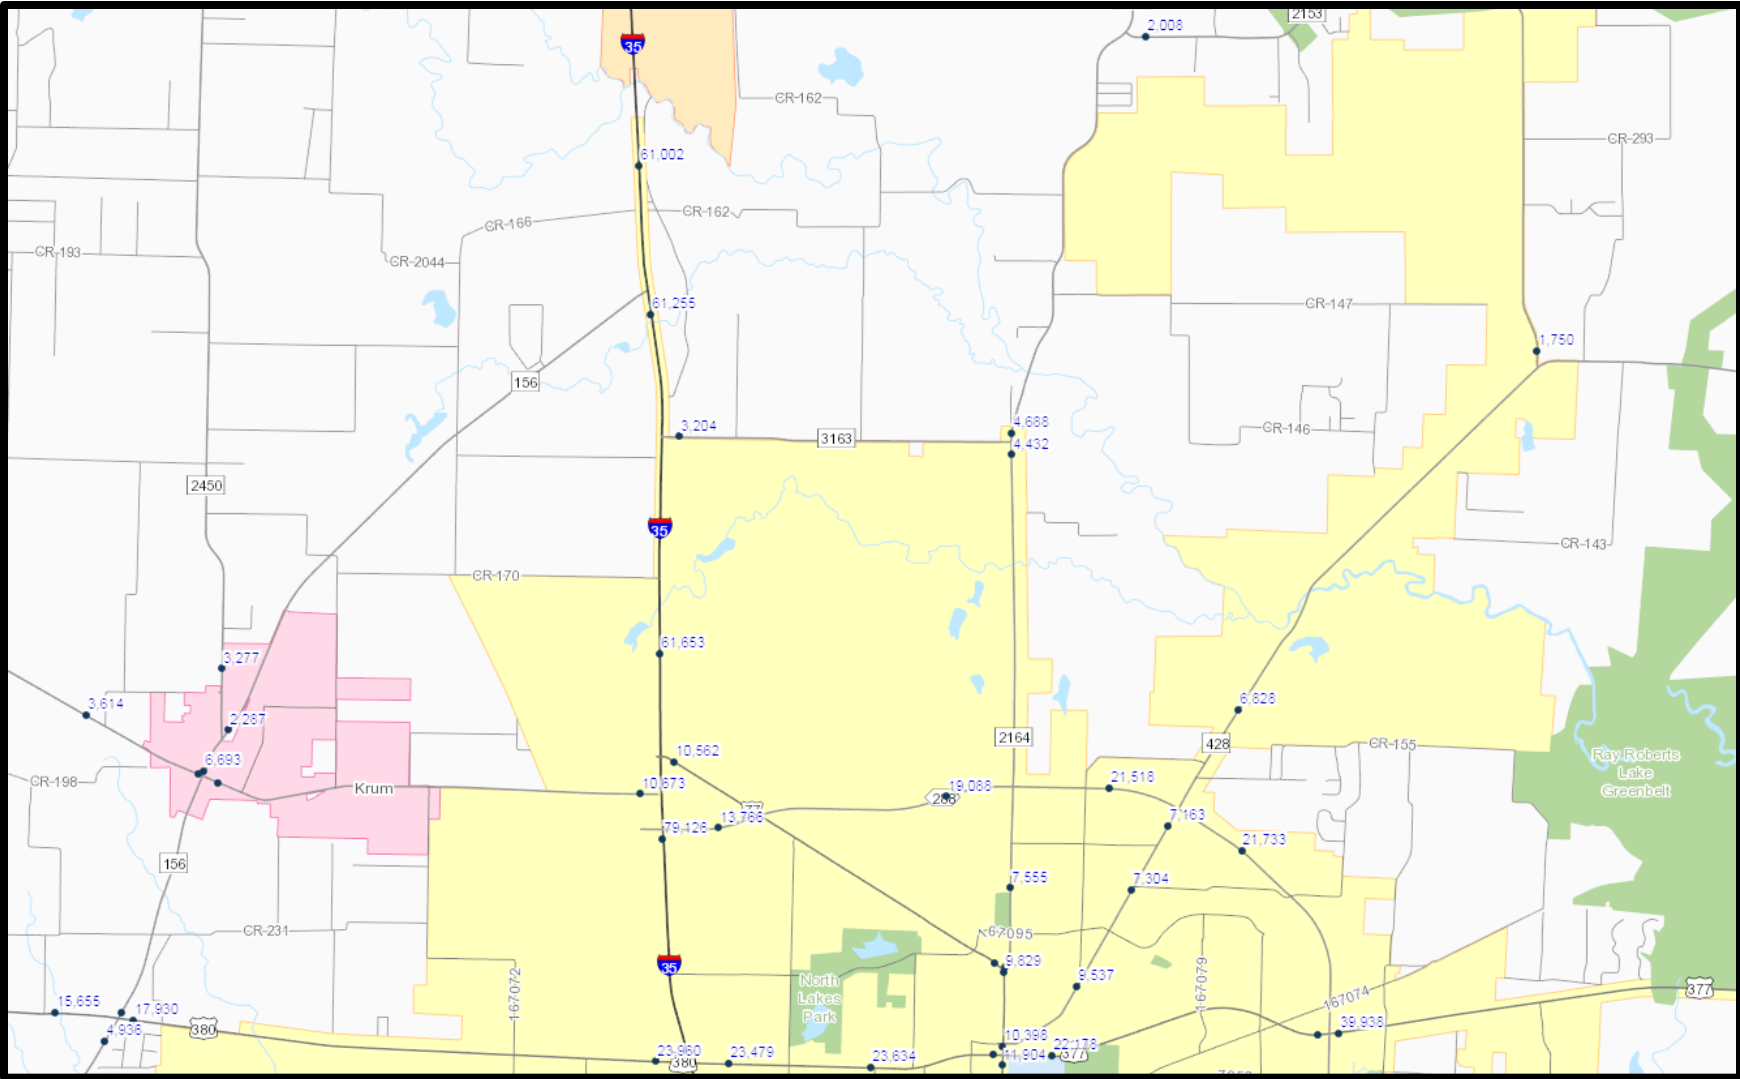 2153
2,008
35
CR-162
CR-293
61,002
CR-162
CR-166
CR-193
CR-2044
61,255
CR-147
1,750
156
4,688
3,204
3163
CR-146
4,432
2450
35
CR-143
CR-170
61,653
3,277
6,828
3,614
2,287
2164
428
CR-155
10,562
6,693
Ray Roberts
Lake
Greenbelt
CR-198
Krum
10,673
19,088
288
21,518
77
13,766
79,126
7,163
21,733
156
7,555
7,304
CR-231
167095
35
9,829
167072
North
Lakes
Park
9,537
167079
167074
377
15,655
17,930
4,936
380
39,938
10,398
22,178
377
23,960
380
23,479
23,634
11,904